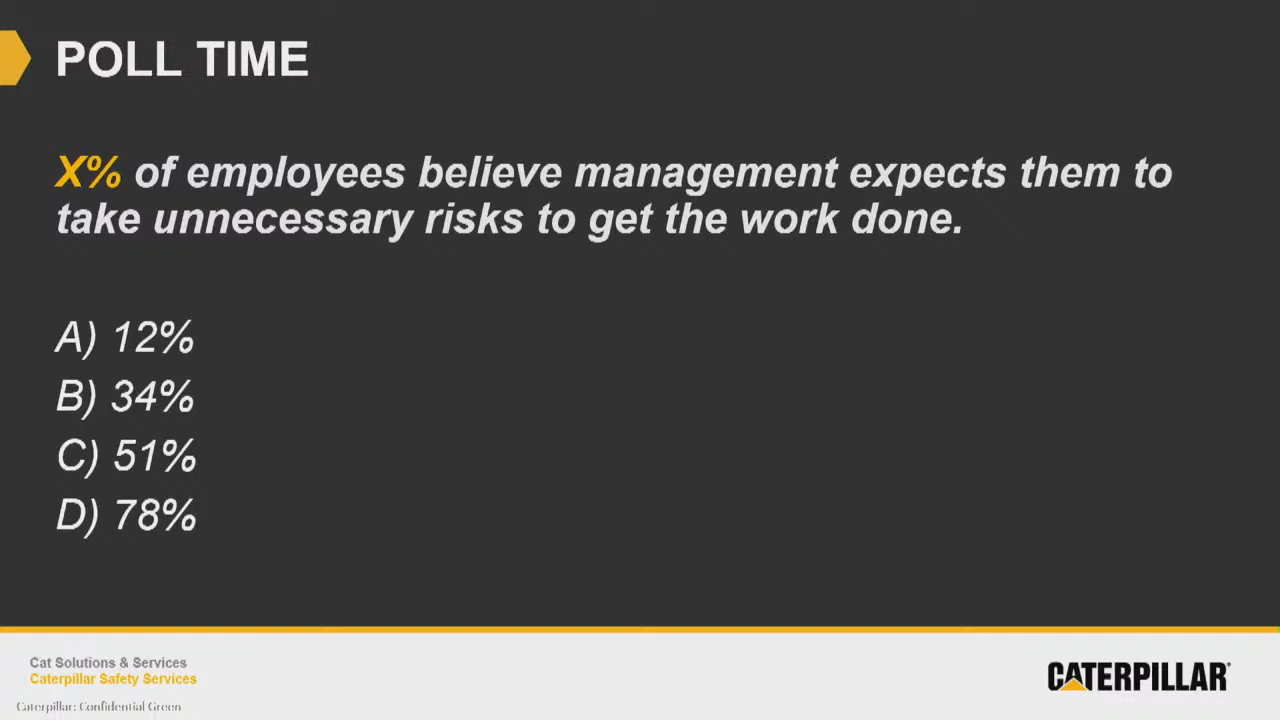 POLL TIME
X% of employees believe management expects them to
take unnecessary risks to get the work done.
A) 12%
B) 34%
C) 51%
D) 78%
Cat Solutions & Services
Caterpillar Safety Services
Caterpillar: Confidential Green
CATERPILLAR®